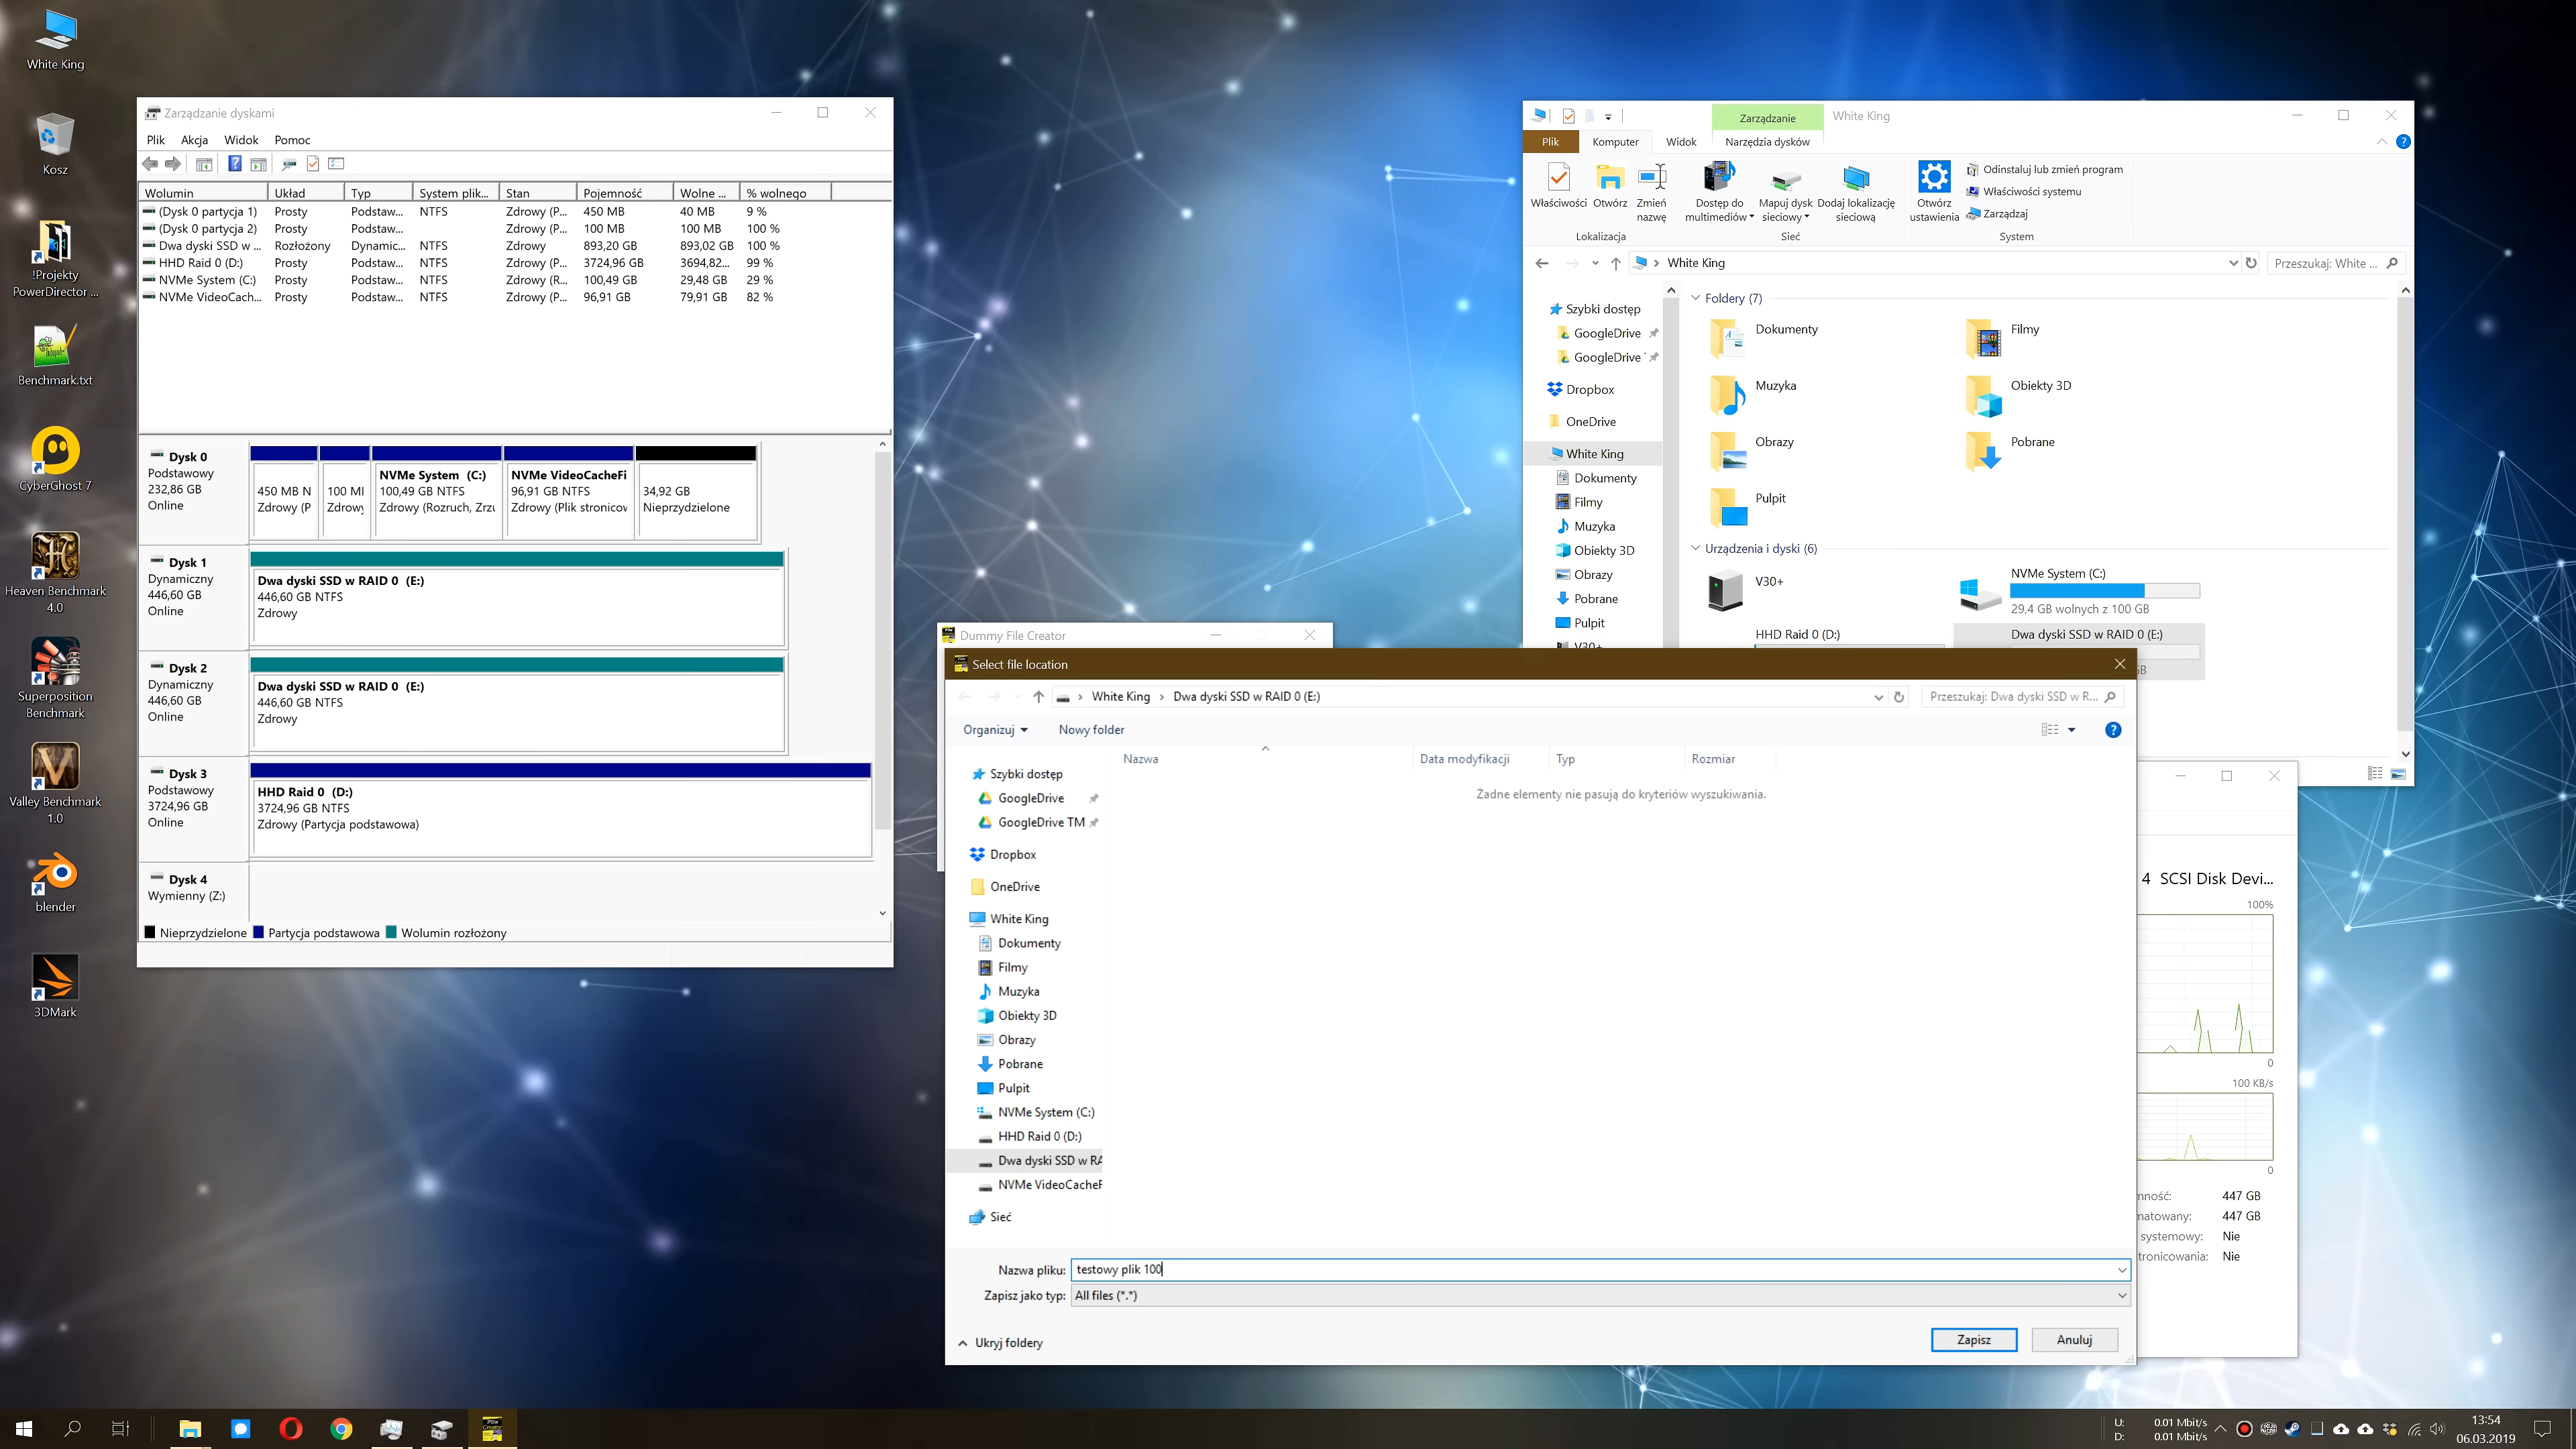 White King
Kosz
!Projekty
PowerDirector ...
Benchmark.txt
CyberGhost 7
Heaven Benchmark
4.0
Superposition
Benchmark
Valley Benchmark
1.0
blender
3DMark
Zarządzanie dyskami
Plik Akcja Widok Pomoc
Wolumin Układ Typ System plik... Stan Pojemność Wolne ... % wolnego
(Dysk 0 partycja 1) Prosty Podstaw... NTFS Zdrowy (P... 450 MB 40 MB 9 %
(Dysk 0 partycja 2) Prosty Podstaw... Zdrowy (P... 100 MB 100 MB 100 %
Dwa dyski SSD w ... Rozłożony Dynamic... NTFS Zdrowy 893,20 GB 893,02 GB 100 %
HHD Raid 0 (D:) Prosty Podstaw... NTFS Zdrowy (P... 3724,96 GB 3694,82... 99 %
NVMe System (C:) Prosty Podstaw... NTFS Zdrowy (R... 100,49 GB 29,48 GB 29 %
NVMe VideoCach... Prosty Podstaw... NTFS Zdrowy (P... 96,91 GB 79,91 GB 82 %
Dysk 0
Podstawowy
232,86 GB
Online
450 MB N
Zdrowy (P
100 MI
Zdrowy
NVMe System (C:)
100,49 GB NTFS
Zdrowy (Rozruch, Zrzu
NVMe VideoCacheFi
96,91 GB NTFS
Zdrowy (Plik stronicow
34,92 GB
Nieprzydzielone
Dysk 1
Dynamiczny
446,60 GB
Online
Dwa dyski SSD w RAID 0 (E:)
446,60 GB NTFS
Zdrowy
Dysk 2
Dynamiczny
446,60 GB
Online
Dwa dyski SSD w RAID 0 (E:)
446,60 GB NTFS
Zdrowy
Dysk 3
Podstawowy
3724,96 GB
Online
HHD Raid 0 (D:)
3724,96 GB NTFS
Zdrowy (Partycja podstawowa)
Dysk 4
Wymienny (Z:)
Nieprzydzielone Partycja podstawowa Wolumin rozłożony
Zarządzanie White King
Plik Komputer Widok Narzędzia dysków
Właściwości Otwórz Zmień
nazwę
Dostęp do
multimediów
Mapuj dysk
sieciowy
Dodaj lokalizację
sieciową
Otwórz
ustawienia
Odinstaluj lub zmień program
Właściwości systemu
Zarządzaj
Lokalizacja Sieć System
White King Przeszukaj: White ...
Szybki dostęp
GoogleDrive
GoogleDrive
Dropbox
OneDrive
White King
Dokumenty
Filmy
Muzyka
Obiekty 3D
Obrazy
Pobrane
Pulpit
V30+
Foldery (7)
Dokumenty Filmy
Muzyka Obiekty 3D
Obrazy Pobrane
Pulpit
Urządzenia i dyski (6)
V30+
NVMe System (C:)
29,4 GB wolnych z 100 GB
HHD Raid 0 (D:) Dwa dyski SSD w RAID 0 (E:)
GB
Dummy File Creator
Select file location
White King Dwa dyski SSD w RAID 0 (E:) Przeszukaj: Dwa dyski SSD w R...
Organizuj Nowy folder
Nazwa Data modyfikacji Typ Rozmiar
Żadne elementy nie pasują do kryteriów wyszukiwania.
Szybki dostęp
GoogleDrive
GoogleDrive TM
Dropbox
OneDrive
White King
Dokumenty
Filmy
Muzyka
Obiekty 3D
Obrazy
Pobrane
Pulpit
NVMe System (C:)
HHD Raid 0 (D:)
Dwa dyski SSD w RA
NVMe VideoCacheF
Sieć
Nazwa pliku: testowy plik 100
Zapisz jako typ: All files (*.*)
Ukryj foldery Zapisz Anuluj
4 SCSI Disk Devi...
100%
0
100 KB/s
0
mność: 447 GB
matowany: 447 GB
systemowy: Nie
tronicowania: Nie
U: 0.01 Mbit/s
D: 0.01 Mbit/s
13:54
06.03.2019